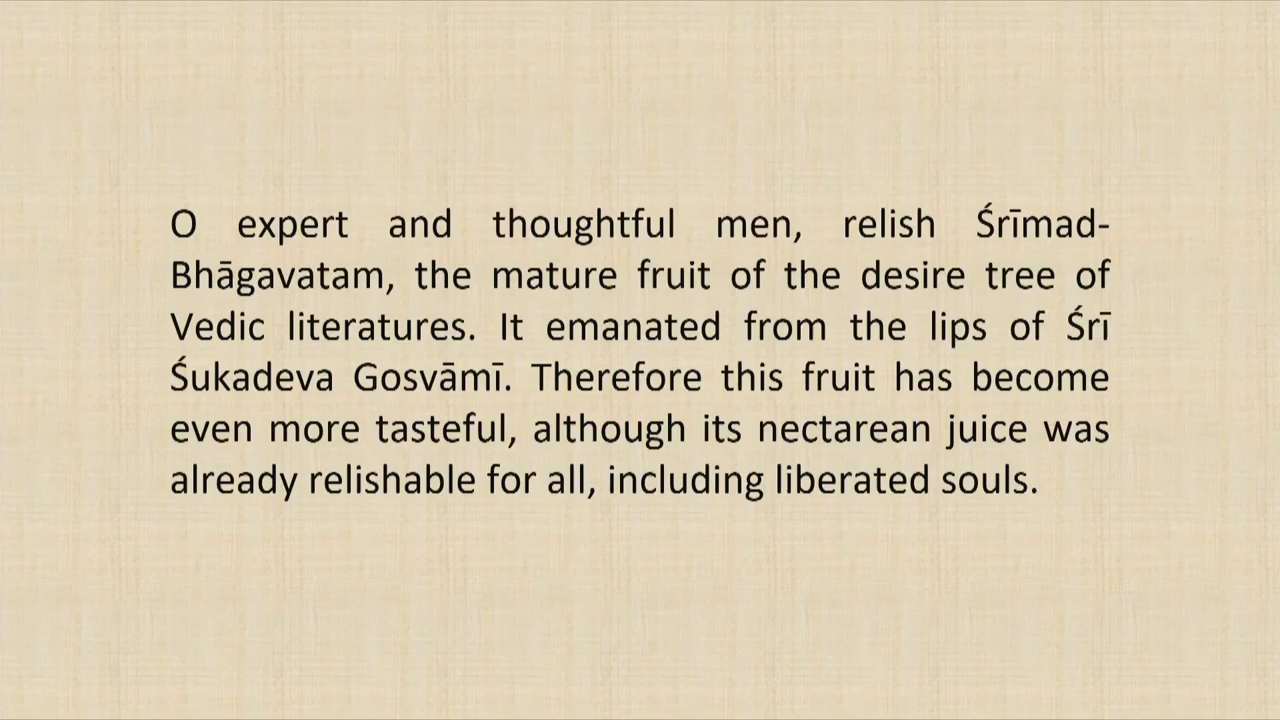 O expert and thoughtful men, relish Śrīmad-
Bhāgavatam, the mature fruit of the desire tree of
Vedic literatures. It emanated from the lips of Śrī
Śukadeva Gosvāmī. Therefore this fruit has become
even more tasteful, although its nectarean juice was
already relishable for all, including liberated souls.